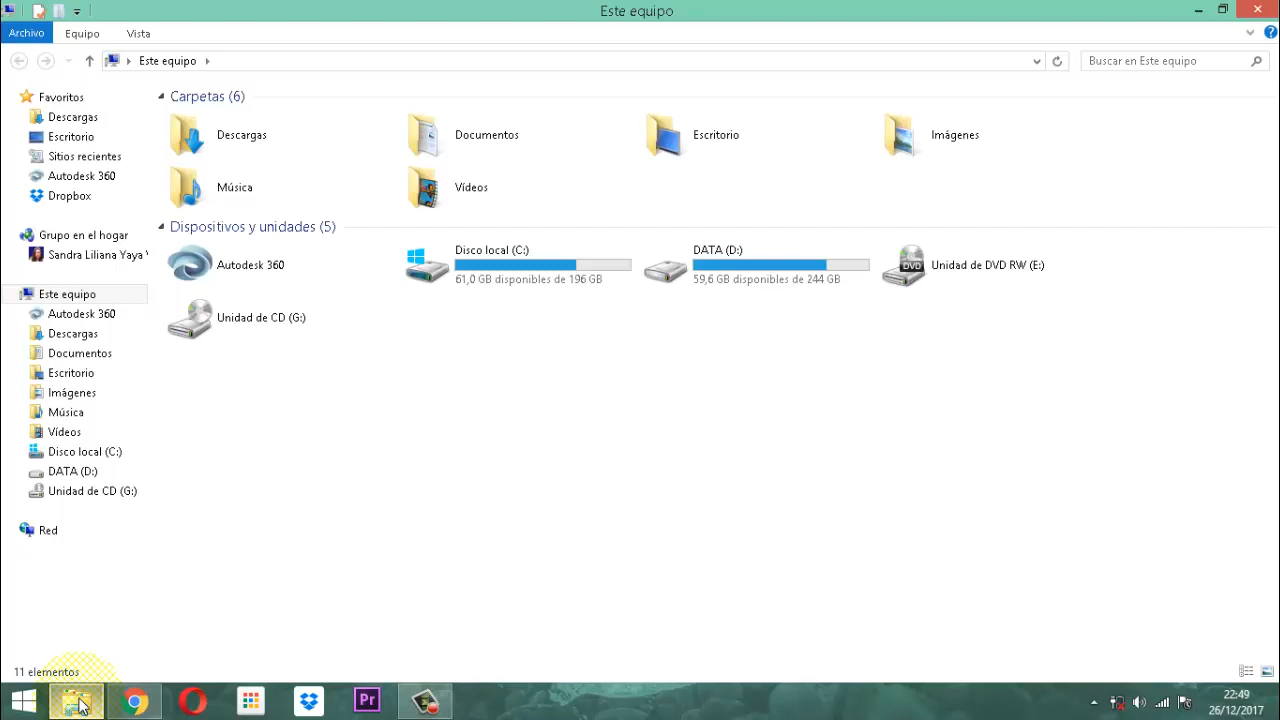 Este equipo
Archivo Equipo Vista
Este equipo
Buscar en Este equipo
Favoritos
Descargas
Escritorio
Sitios recientes
Autodesk 360
Dropbox
Grupo en el hogar
Sandra Liliana Yaya
Este equipo
Autodesk 360
Descargas
Documentos
Escritorio
Imágenes
Música
Vídeos
Disco local (C:)
DATA (D:)
Unidad de CD (G:)
Red
Carpetas (6)
Descargas
Documentos
Escritorio
Imágenes
Música
Vídeos
Dispositivos y unidades (5)
Autodesk 360
Disco local (C:)
61,0 GB disponibles de 196 GB
DATA (D:)
59,6 GB disponibles de 244 GB
DVD
Unidad de DVD RW (E:)
Unidad de CD (G:)
11 elementos
Pr
22:49
26/12/2017